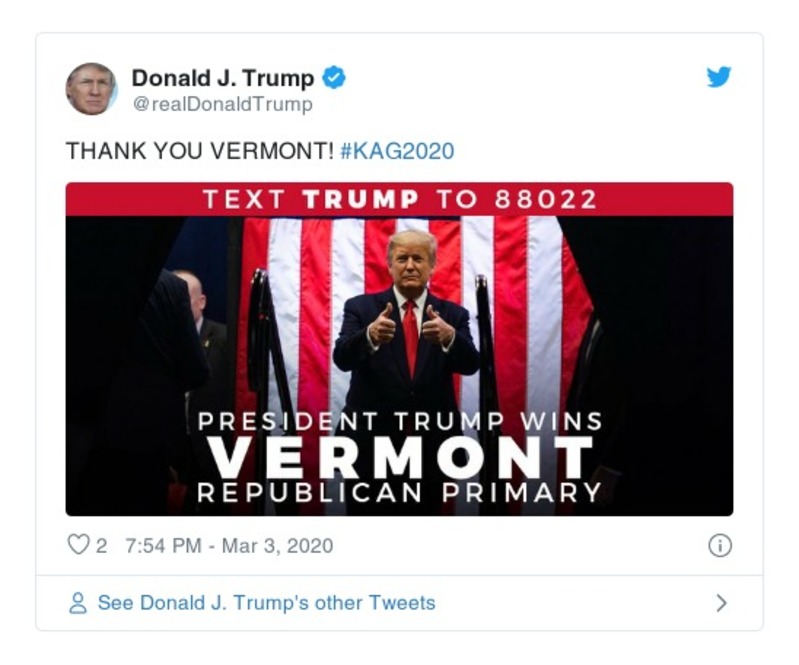 Donald J. Trump
@realDonaldTrump
THANK YOU VERMONT! #KAG2020
TEXT TRUMP TO 88022
PRESIDENT TRUMP WINS
VERMONT
REPUBLICAN PRIMARY
2 7:54 PM - Mar 3, 2020
See Donald J. Trump's other Tweets